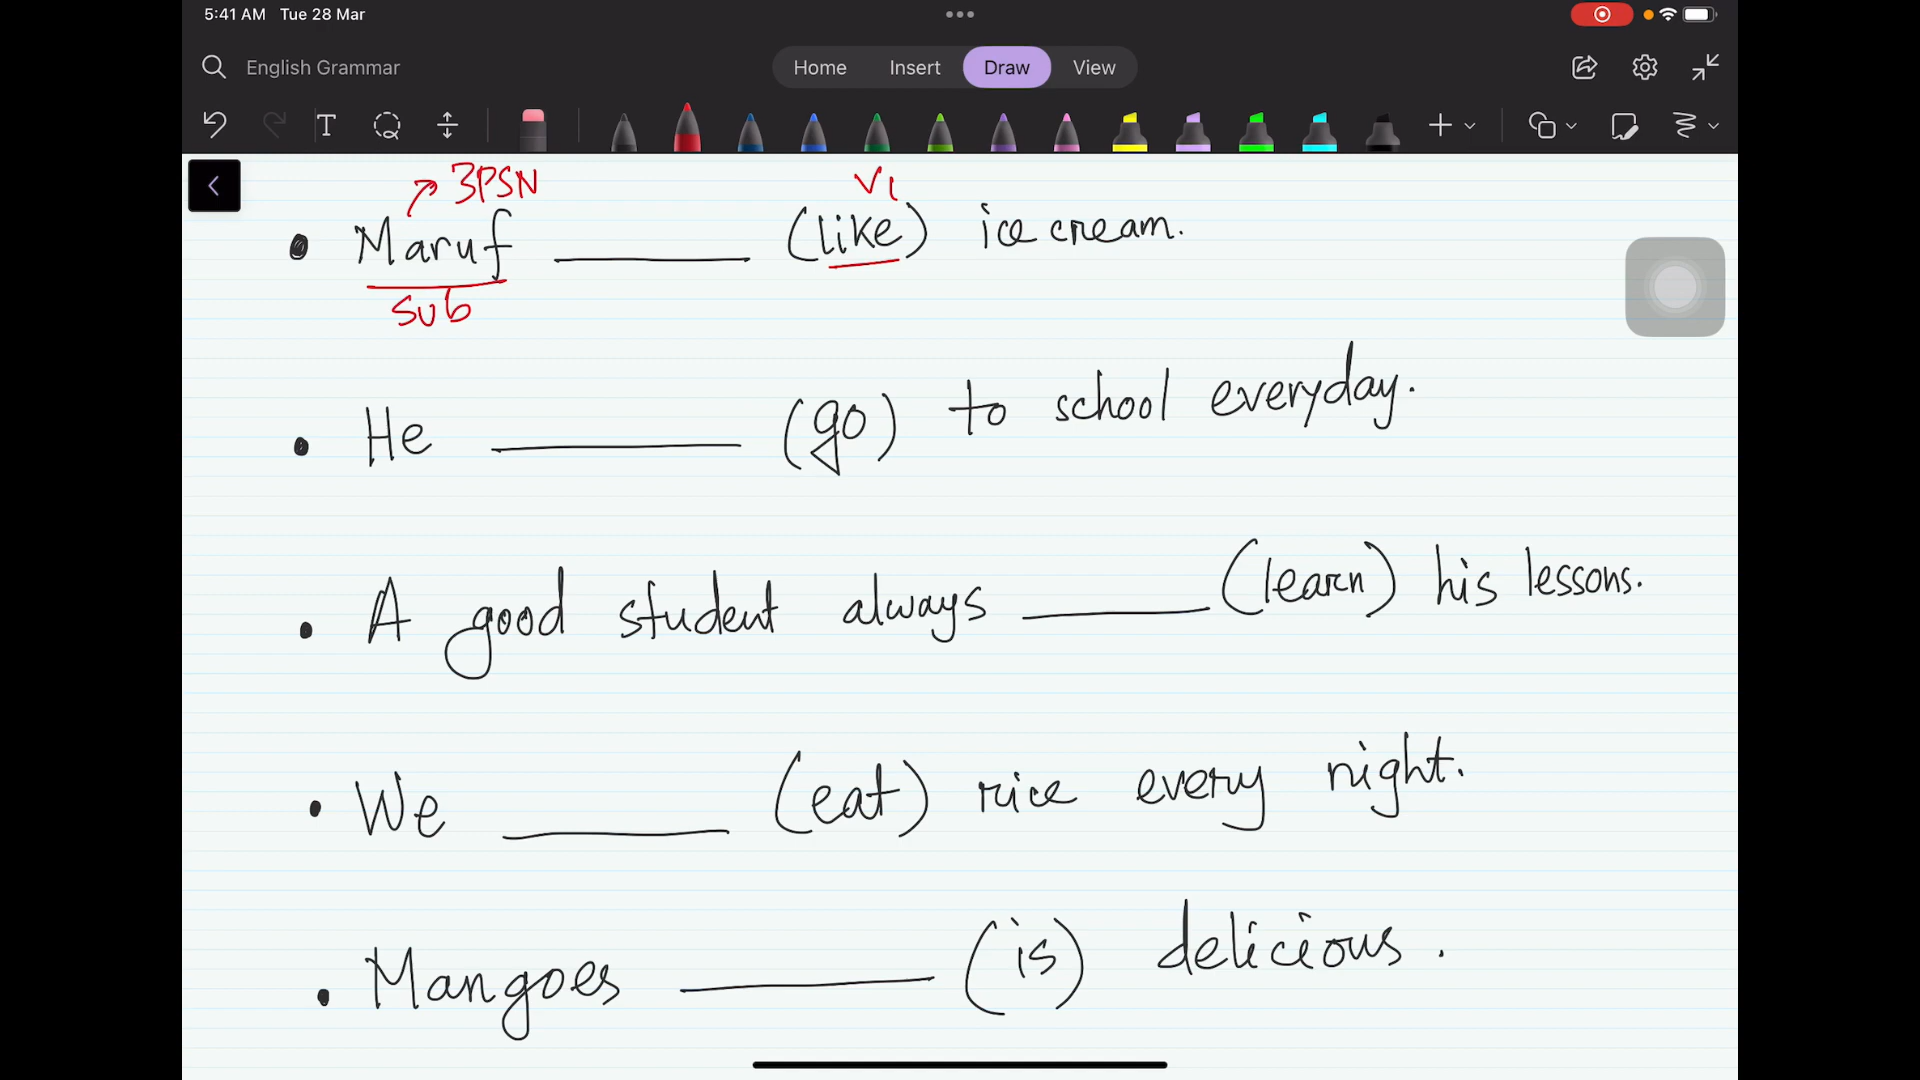 5:41 AM Tue 28 Mar
English Grammar Home Insert Draw View
T
3PSN V1
• Maruf ______ (like) ice cream.
Sub
• He ______ (go) to school everyday.
• A good student always ______ (learn) his lessons.
• We ______ (eat) rice every night.
• Mangoes ______ (is) delicious.